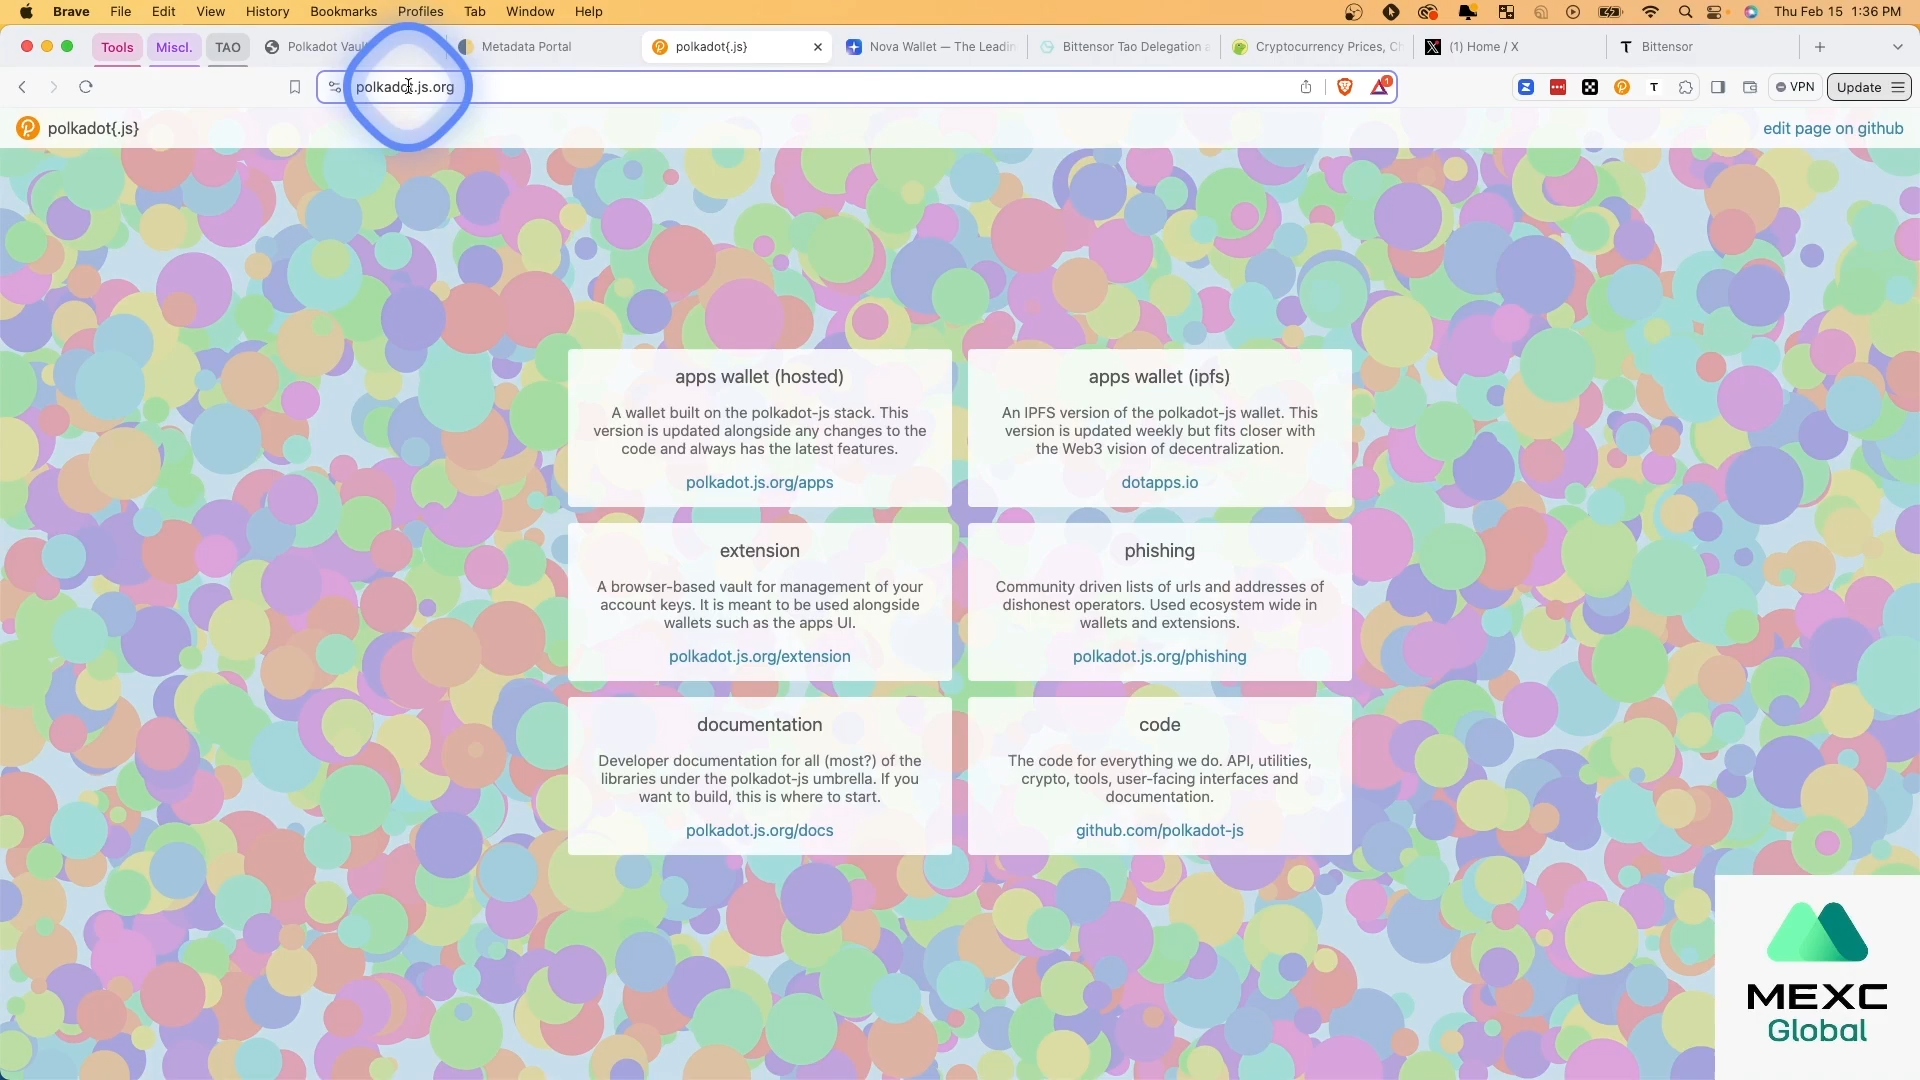 Brave File Edit View History Bookmarks Profiles Tab Window Help Thu Feb 15 1:36 PM
Tools Misc. TAO Polkadot Vau Metadata Portal polkadot{.js} Nova Wallet — The Leadin Bittensor Tao Delegation a Cryptocurrency Prices, Ch (1) Home / X Bittensor
polkadot.js.org 1 VPN Update
polkadot{.js} edit page on github
apps wallet (hosted)
A wallet built on the polkadot-js stack. This
version is updated alongside any changes to the
code and always has the latest features.
polkadot.js.org/apps
apps wallet (ipfs)
An IPFS version of the polkadot-js wallet. This
version is updated weekly but fits closer with
the Web3 vision of decentralization.
dotapps.io
extension
A browser-based vault for management of your
account keys. It is meant to be used alongside
wallets such as the apps UI.
polkadot.js.org/extension
phishing
Community driven lists of urls and addresses of
dishonest operators. Used ecosystem wide in
wallets and extensions.
polkadot.js.org/phishing
documentation
Developer documentation for all (most?) of the
libraries under the polkadot-js umbrella. If you
want to build, this is where to start.
polkadot.js.org/docs
code
The code for everything we do. API, utilities,
crypto, tools, user-facing interfaces and
documentation.
github.com/polkadot-js
MEXC
Global